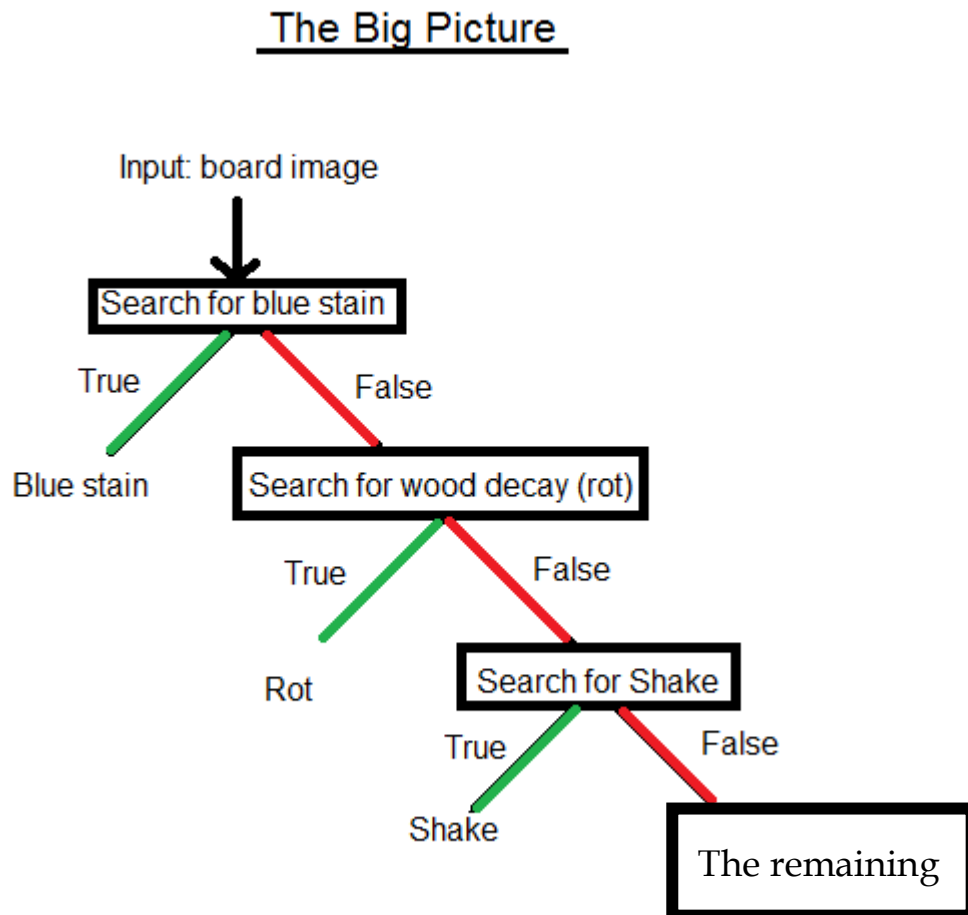 The Big Picture
Input: board image
Search for blue stain
True
False
Blue stain
Search for wood decay (rot)
True
False
Rot
Search for Shake
True
False
Shake
The remaining